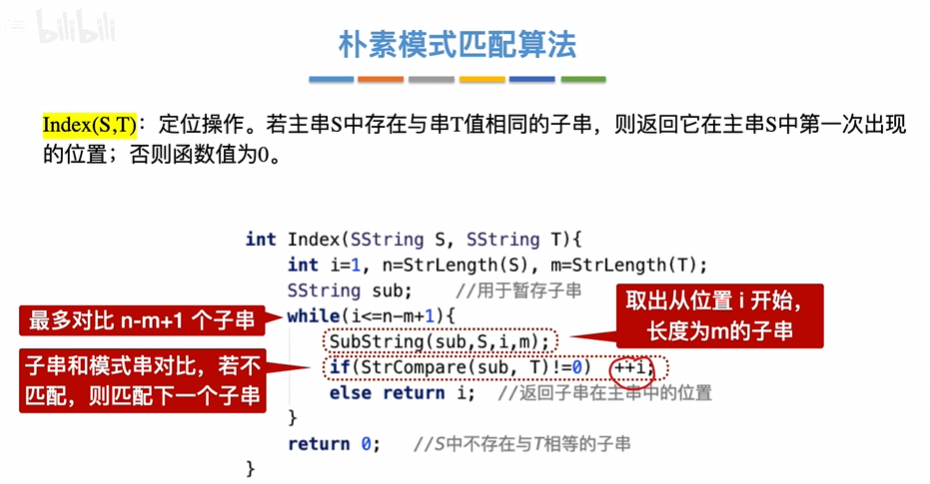 bilibili
朴素模式匹配算法
Index(S,T)：定位操作。若主串S中存在与串T值相同的子串，则返回它在主串S中第一次出现
的位置；否则函数值为0。
int Index(SString S, SString T){
int i=1, n=StrLength(S), m=StrLength(T);
SString sub; //用于暂存子串
最多对比 n-m+1 个子串
while(i<=n-m+1){
取出从位置 i 开始，
长度为m的子串
SubString(sub,S,i,m);
子串和模式串对比，若不
匹配，则匹配下一个子串
if(StrCompare(sub, T)!=0) ++i;
else return i; //返回子串在主串中的位置
}
return 0; //S中不存在与T相等的子串
}